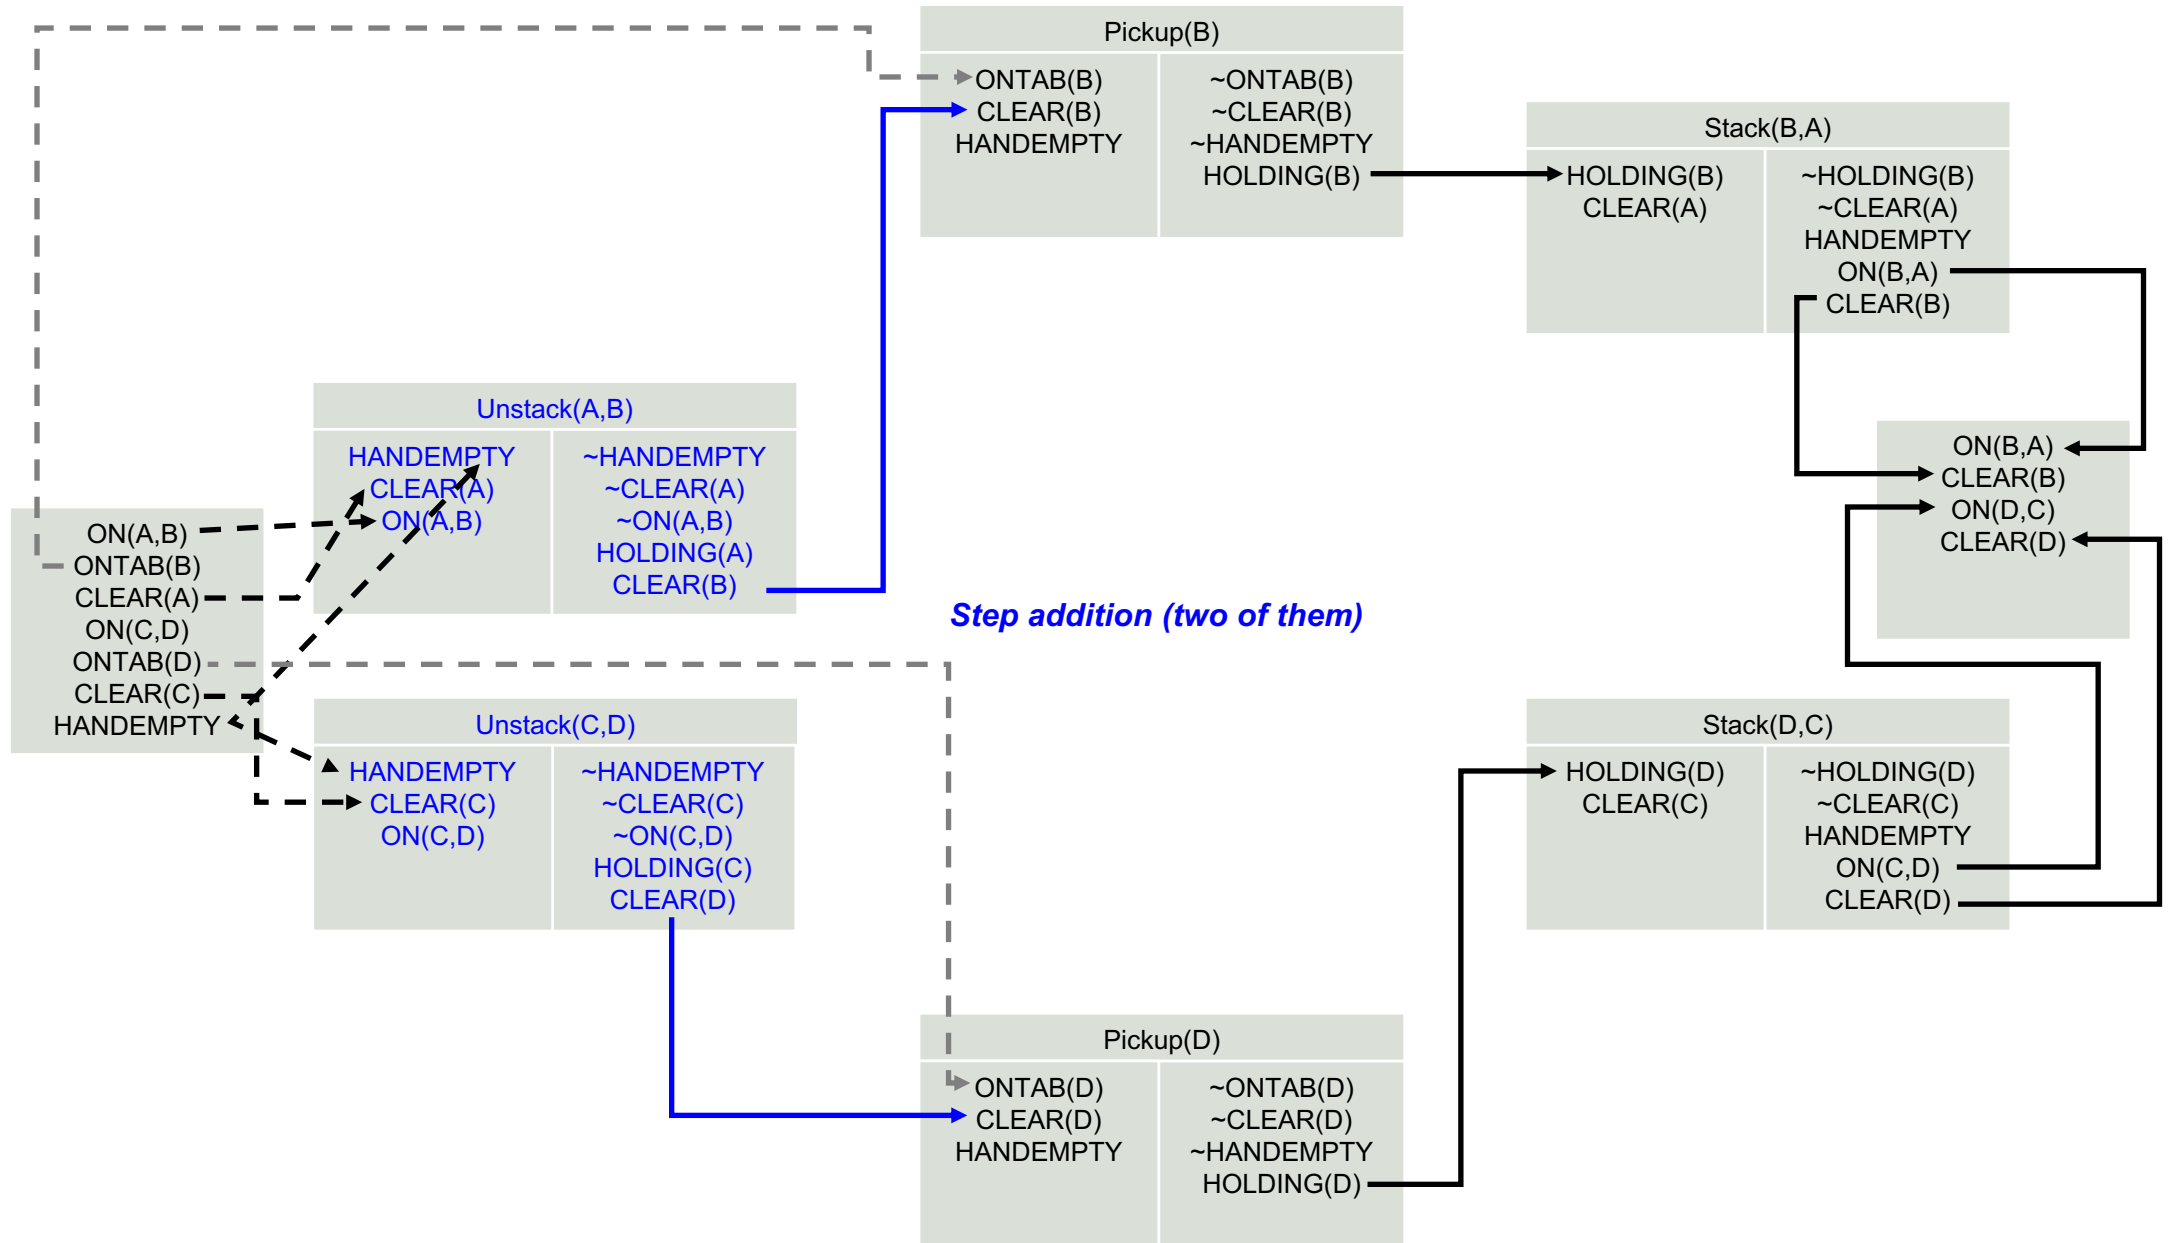 Pickup(B)
ONTAB(B)
CLEAR(B)
HANDEMPTY
~ONTAB(B)
~CLEAR(B)
~HANDEMPTY
HOLDING(B)
Stack(B,A)
HOLDING(B)
CLEAR(A)
~HOLDING(B)
~CLEAR(A)
HANDEMPTY
ON(B,A)
CLEAR(B)
Unstack(A,B)
HANDEMPTY
CLEAR(A)
ON(A,B)
~HANDEMPTY
~CLEAR(A)
~ON(A,B)
HOLDING(A)
CLEAR(B)
ON(B,A)
CLEAR(B)
ON(D,C)
CLEAR(D)
ON(A,B)
ONTAB(B)
CLEAR(A)
ON(C,D)
ONTAB(D)
CLEAR(C)
HANDEMPTY
Step addition (two of them)
Unstack(C,D)
HANDEMPTY
CLEAR(C)
ON(C,D)
~HANDEMPTY
~CLEAR(C)
~ON(C,D)
HOLDING(C)
CLEAR(D)
Stack(D,C)
HOLDING(D)
CLEAR(C)
~HOLDING(D)
~CLEAR(C)
HANDEMPTY
ON(C,D)
CLEAR(D)
Pickup(D)
ONTAB(D)
CLEAR(D)
HANDEMPTY
~ONTAB(D)
~CLEAR(D)
~HANDEMPTY
HOLDING(D)